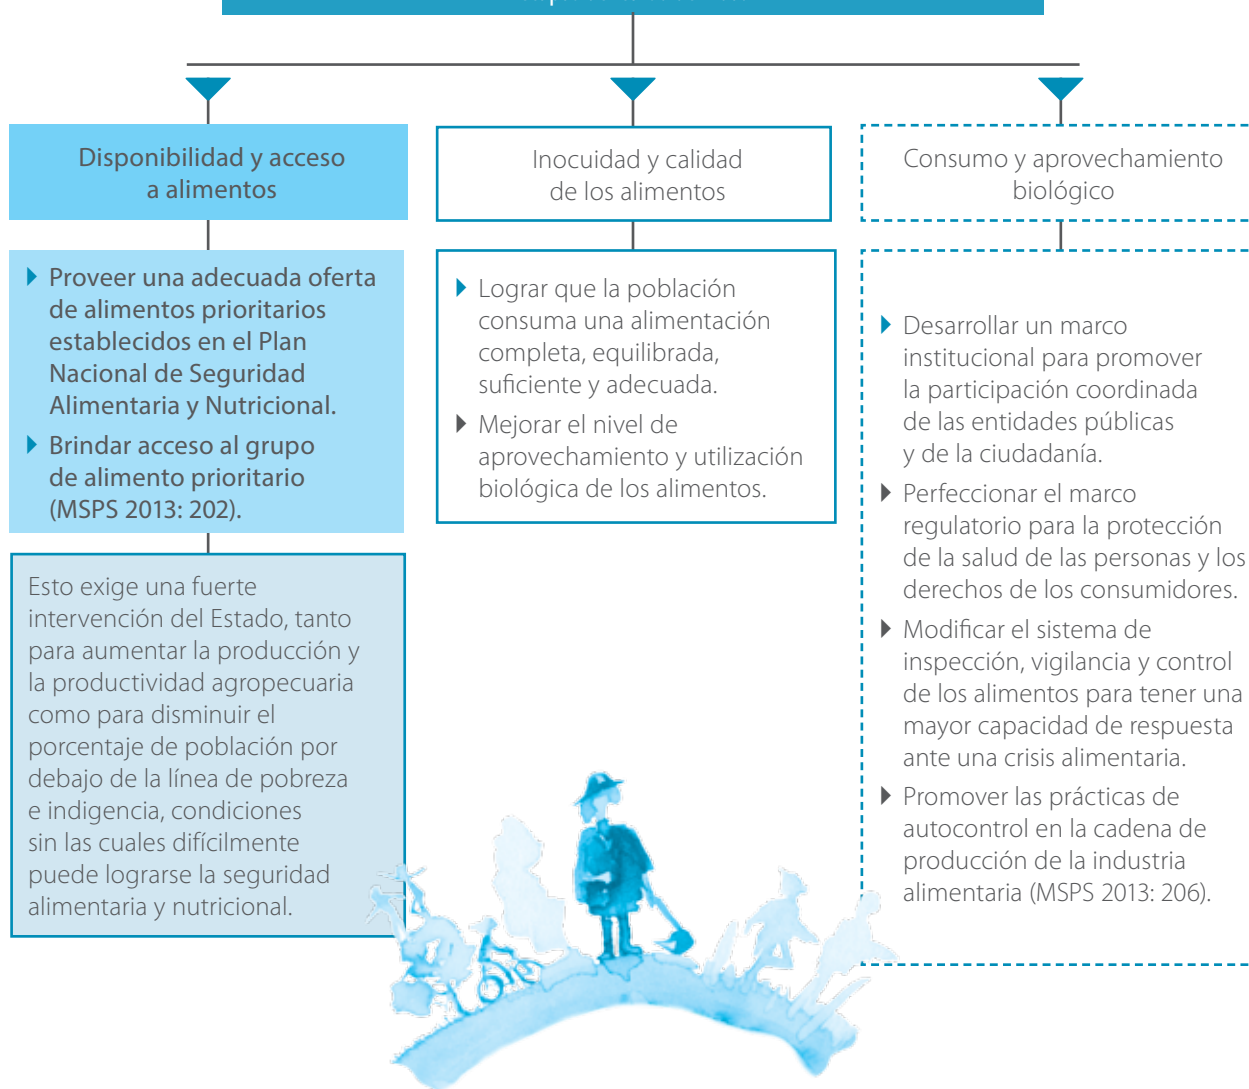 Disponibilidad y acceso
a alimentos
Proveer una adecuada oferta
de alimentos prioritarios
establecidos en el Plan
Nacional de Seguridad
Alimentaria y Nutricional.
Brindar acceso al grupo
de alimento prioritario
(MSPS 2013: 202).
Esto exige una fuerte
intervención del Estado, tanto
para aumentar la producción y
la productividad agropecuaria
como para disminuir el
porcentaje de población por
debajo de la línea de pobreza
e indigencia, condiciones
sin las cuales difícilmente
puede lograrse la seguridad
alimentaria y nutricional.
Inocuidad y calidad
de los alimentos
Lograr que la población
consuma una alimentación
completa, equilibrada,
suficiente y adecuada.
Mejorar el nivel de
aprovechamiento y utilización
biológica de los alimentos.
Consumo y aprovechamiento
biológico
Desarrollar un marco
institucional para promover
la participación coordinada
de las entidades públicas
y de la ciudadanía.
Perfeccionar el marco
regulatorio para la protección
de la salud de las personas y los
derechos de los consumidores.
Modificar el sistema de
inspección, vigilancia y control
de los alimentos para tener una
mayor capacidad de respuesta
ante una crisis alimentaria.
Promover las prácticas de
autocontrol en la cadena de
producción de la industria
alimentaria (MSPS 2013: 206).